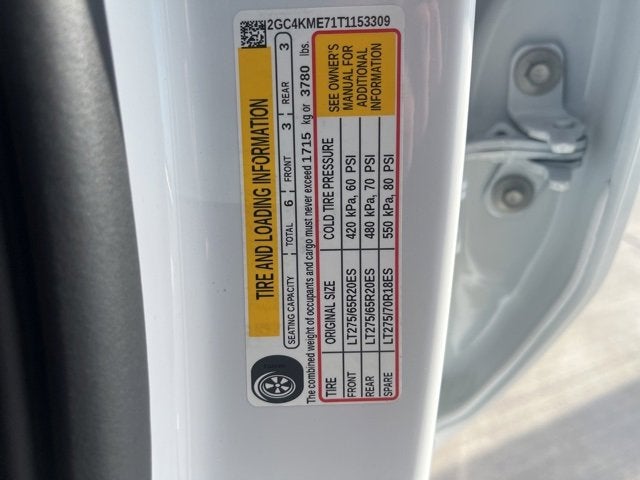 2GC4KME71T1153309
TIRE AND LOADING INFORMATION
SEATING CAPACITY TOTAL 6 FRONT 3 REAR 3
The combined weight of occupants and cargo must never exceed 1715 kg or 3780 lbs.
TIRE ORIGINAL SIZE COLD TIRE PRESSURE
FRONT LT275/65R20ES 420 kPa, 60 PSI
REAR LT275/65R20ES 480 kPa, 70 PSI
SPARE LT275/70R18ES 550 kPa, 80 PSI
SEE OWNER'S
MANUAL FOR
ADDITIONAL
INFORMATION